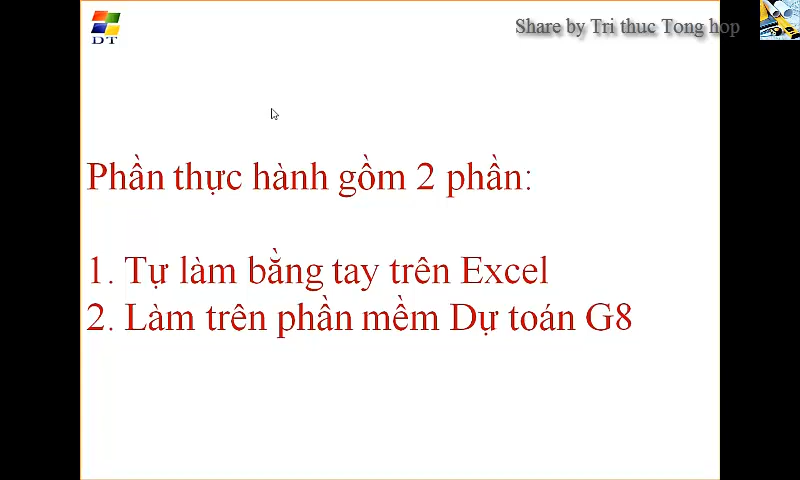 DT
Share by Tri thuc Tong hop
Phần thực hành gồm 2 phần:
1. Tự làm bằng tay trên Excel
2. Làm trên phần mềm Dự toán G8